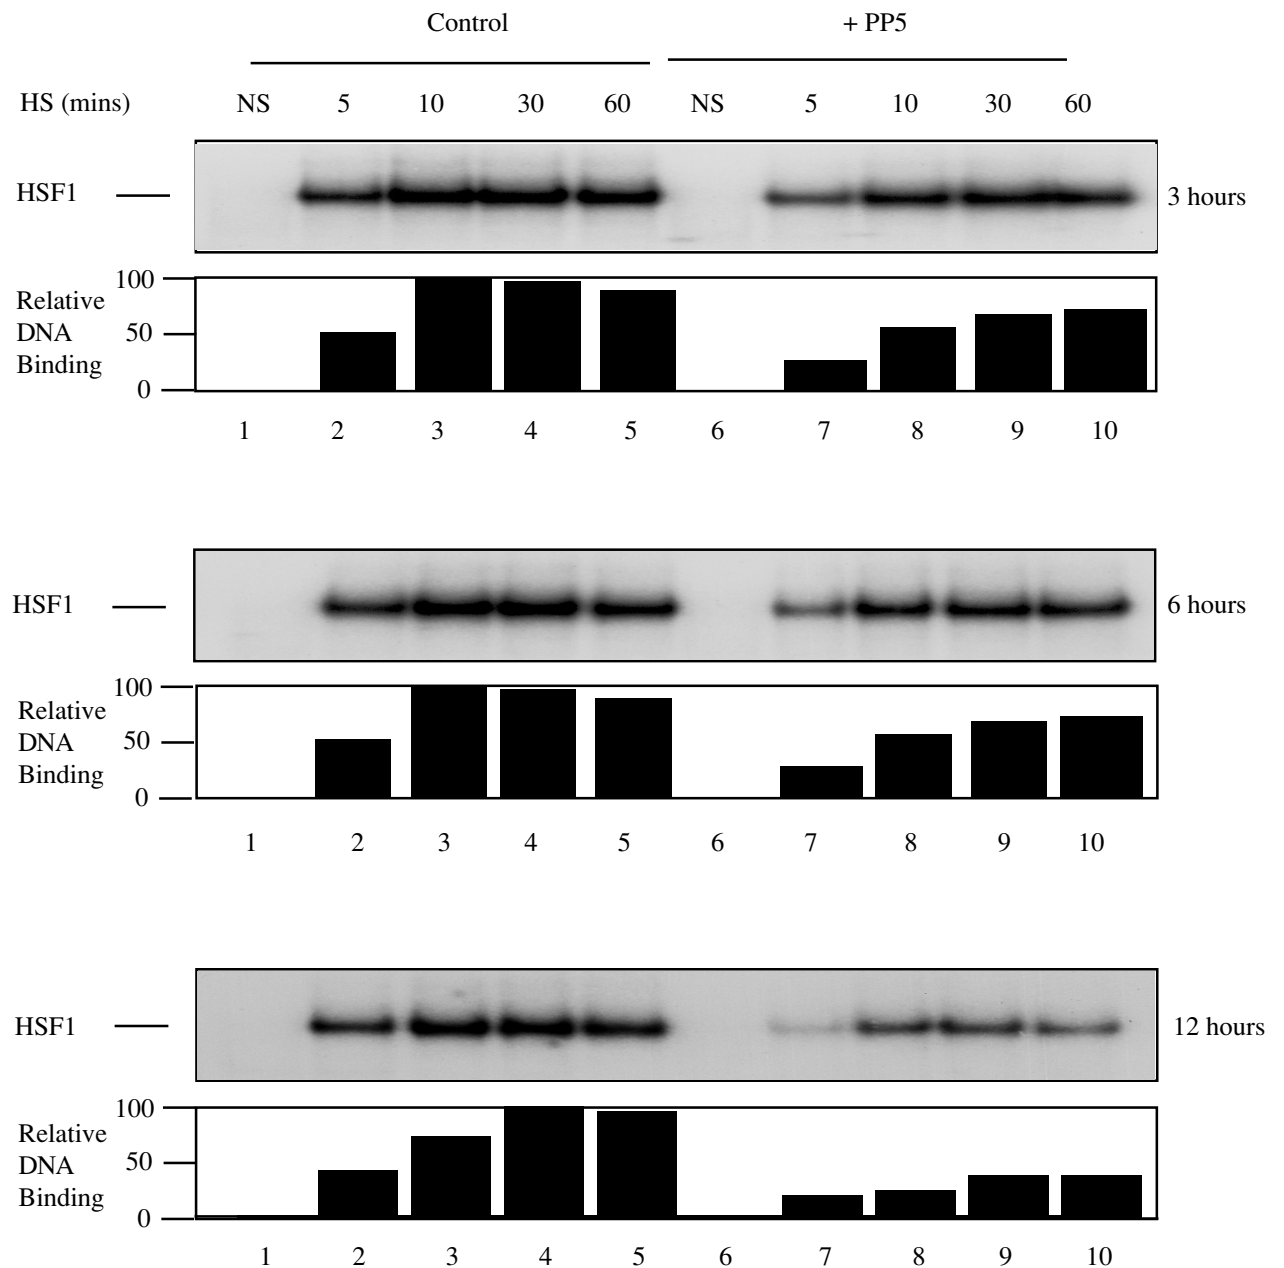 Control + PP5
HS (mins) NS 5 10 30 60 NS 5 10 30 60
HSF1 3 hours
100
Relative
DNA 50
Binding
0
1 2 3 4 5 6 7 8 9 10
HSF1 6 hours
100
Relative
DNA 50
Binding
0
1 2 3 4 5 6 7 8 9 10
HSF1 12 hours
100
Relative
DNA 50
Binding
0
1 2 3 4 5 6 7 8 9 10